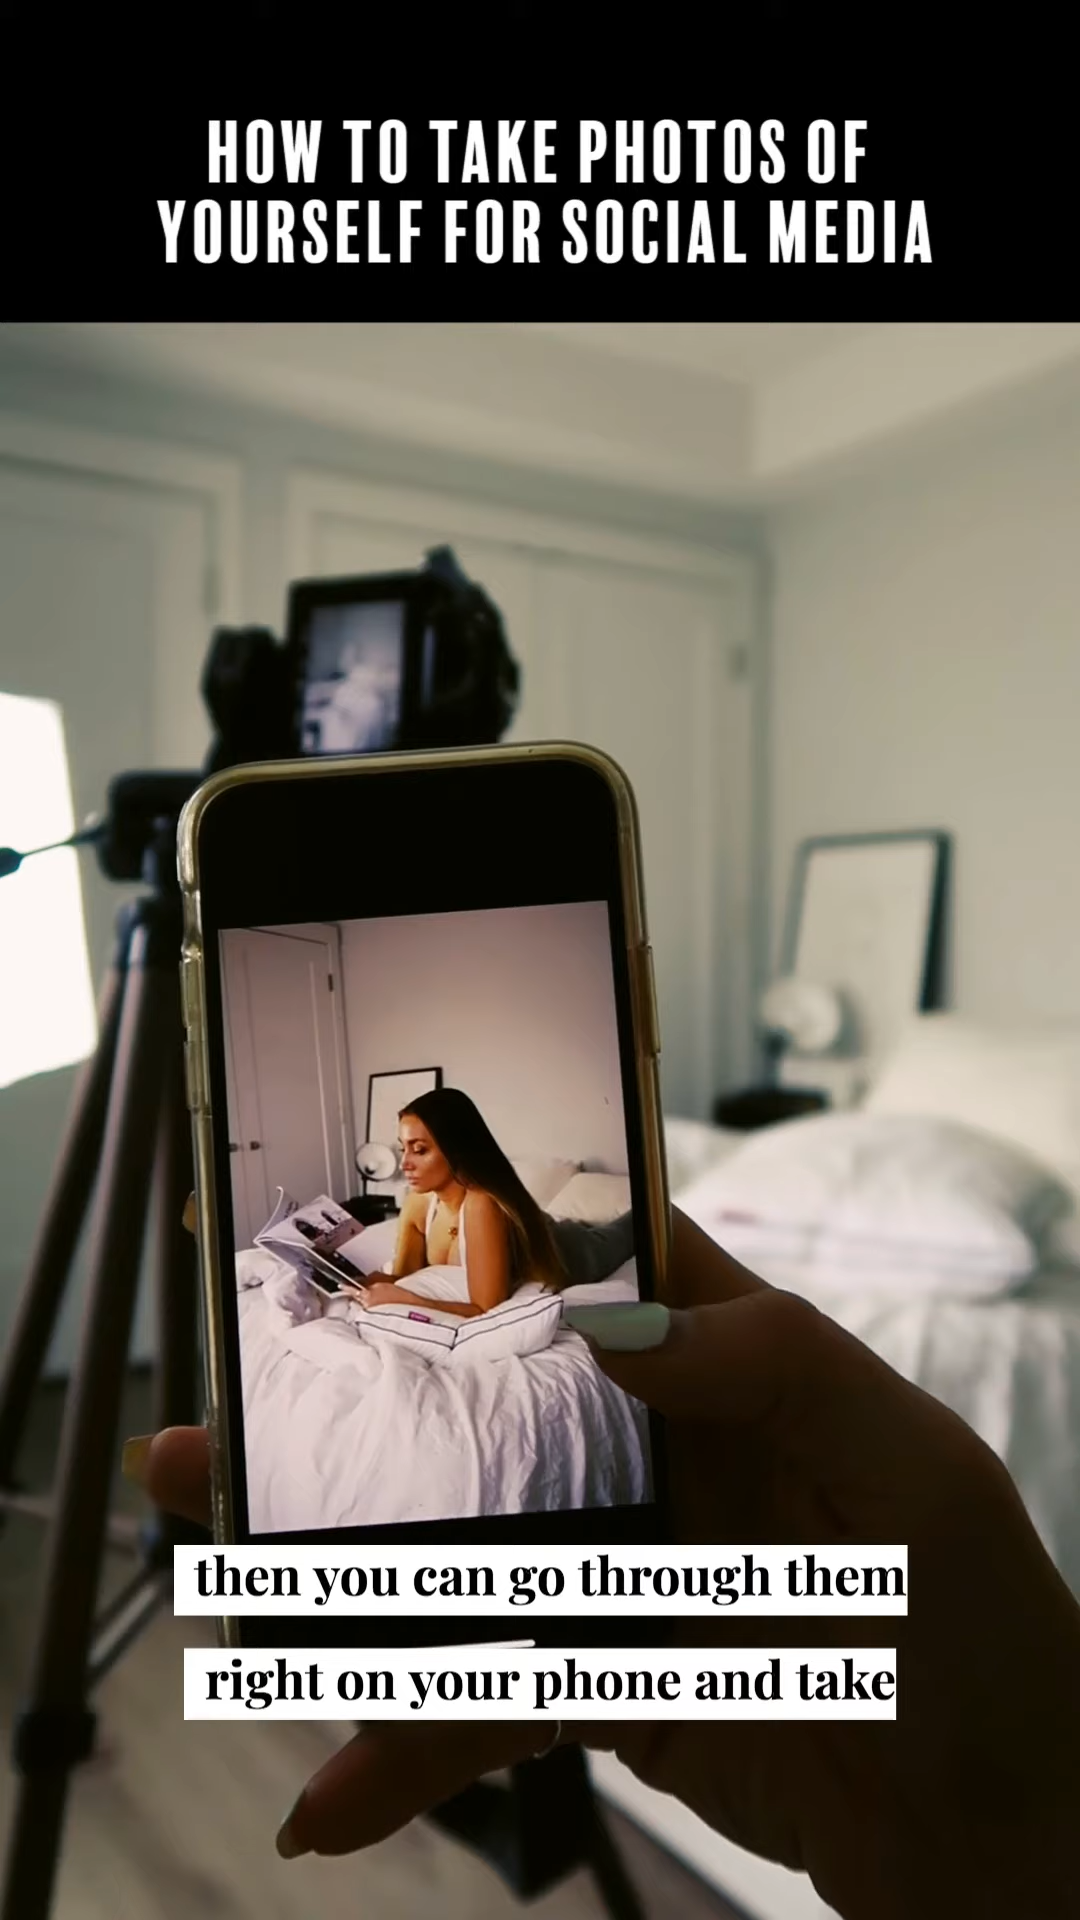 HOW TO TAKE PHOTOS OF
YOURSELF FOR SOCIAL MEDIA
then you can go through them
right on your phone and take